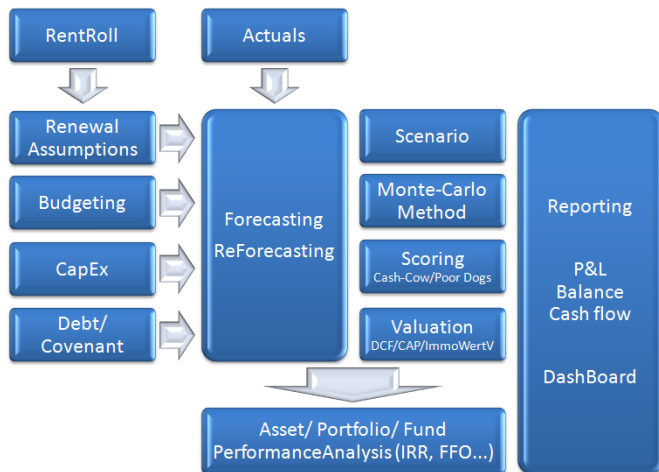 RentRoll
Actuals
Renewal
Assumptions
Budgeting
CapEx
Debt/
Covenant
Forecasting
ReForecasting
Scenario
Monte-Carlo
Method
Scoring
Cash-Cow/Poor Dogs
Valuation
DCF/CAP/ImmoWertV
Reporting
P&L
Balance
Cash flow
DashBoard
Asset/ Portfolio/ Fund
PerformanceAnalysis (IRR, FFO...)